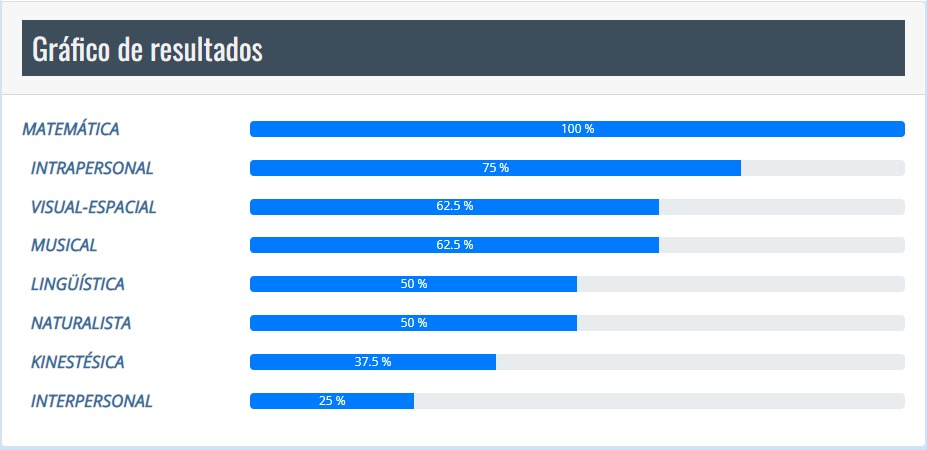 Gráfico de resultados
MATEMÁTICA 100 %
INTRAPERSONAL 75 %
VISUAL-ESPACIAL 62.5 %
MUSICAL 62.5 %
LINGÜÍSTICA 50 %
NATURALISTA 50 %
KINESTÉSICA 37.5 %
INTERPERSONAL 25 %